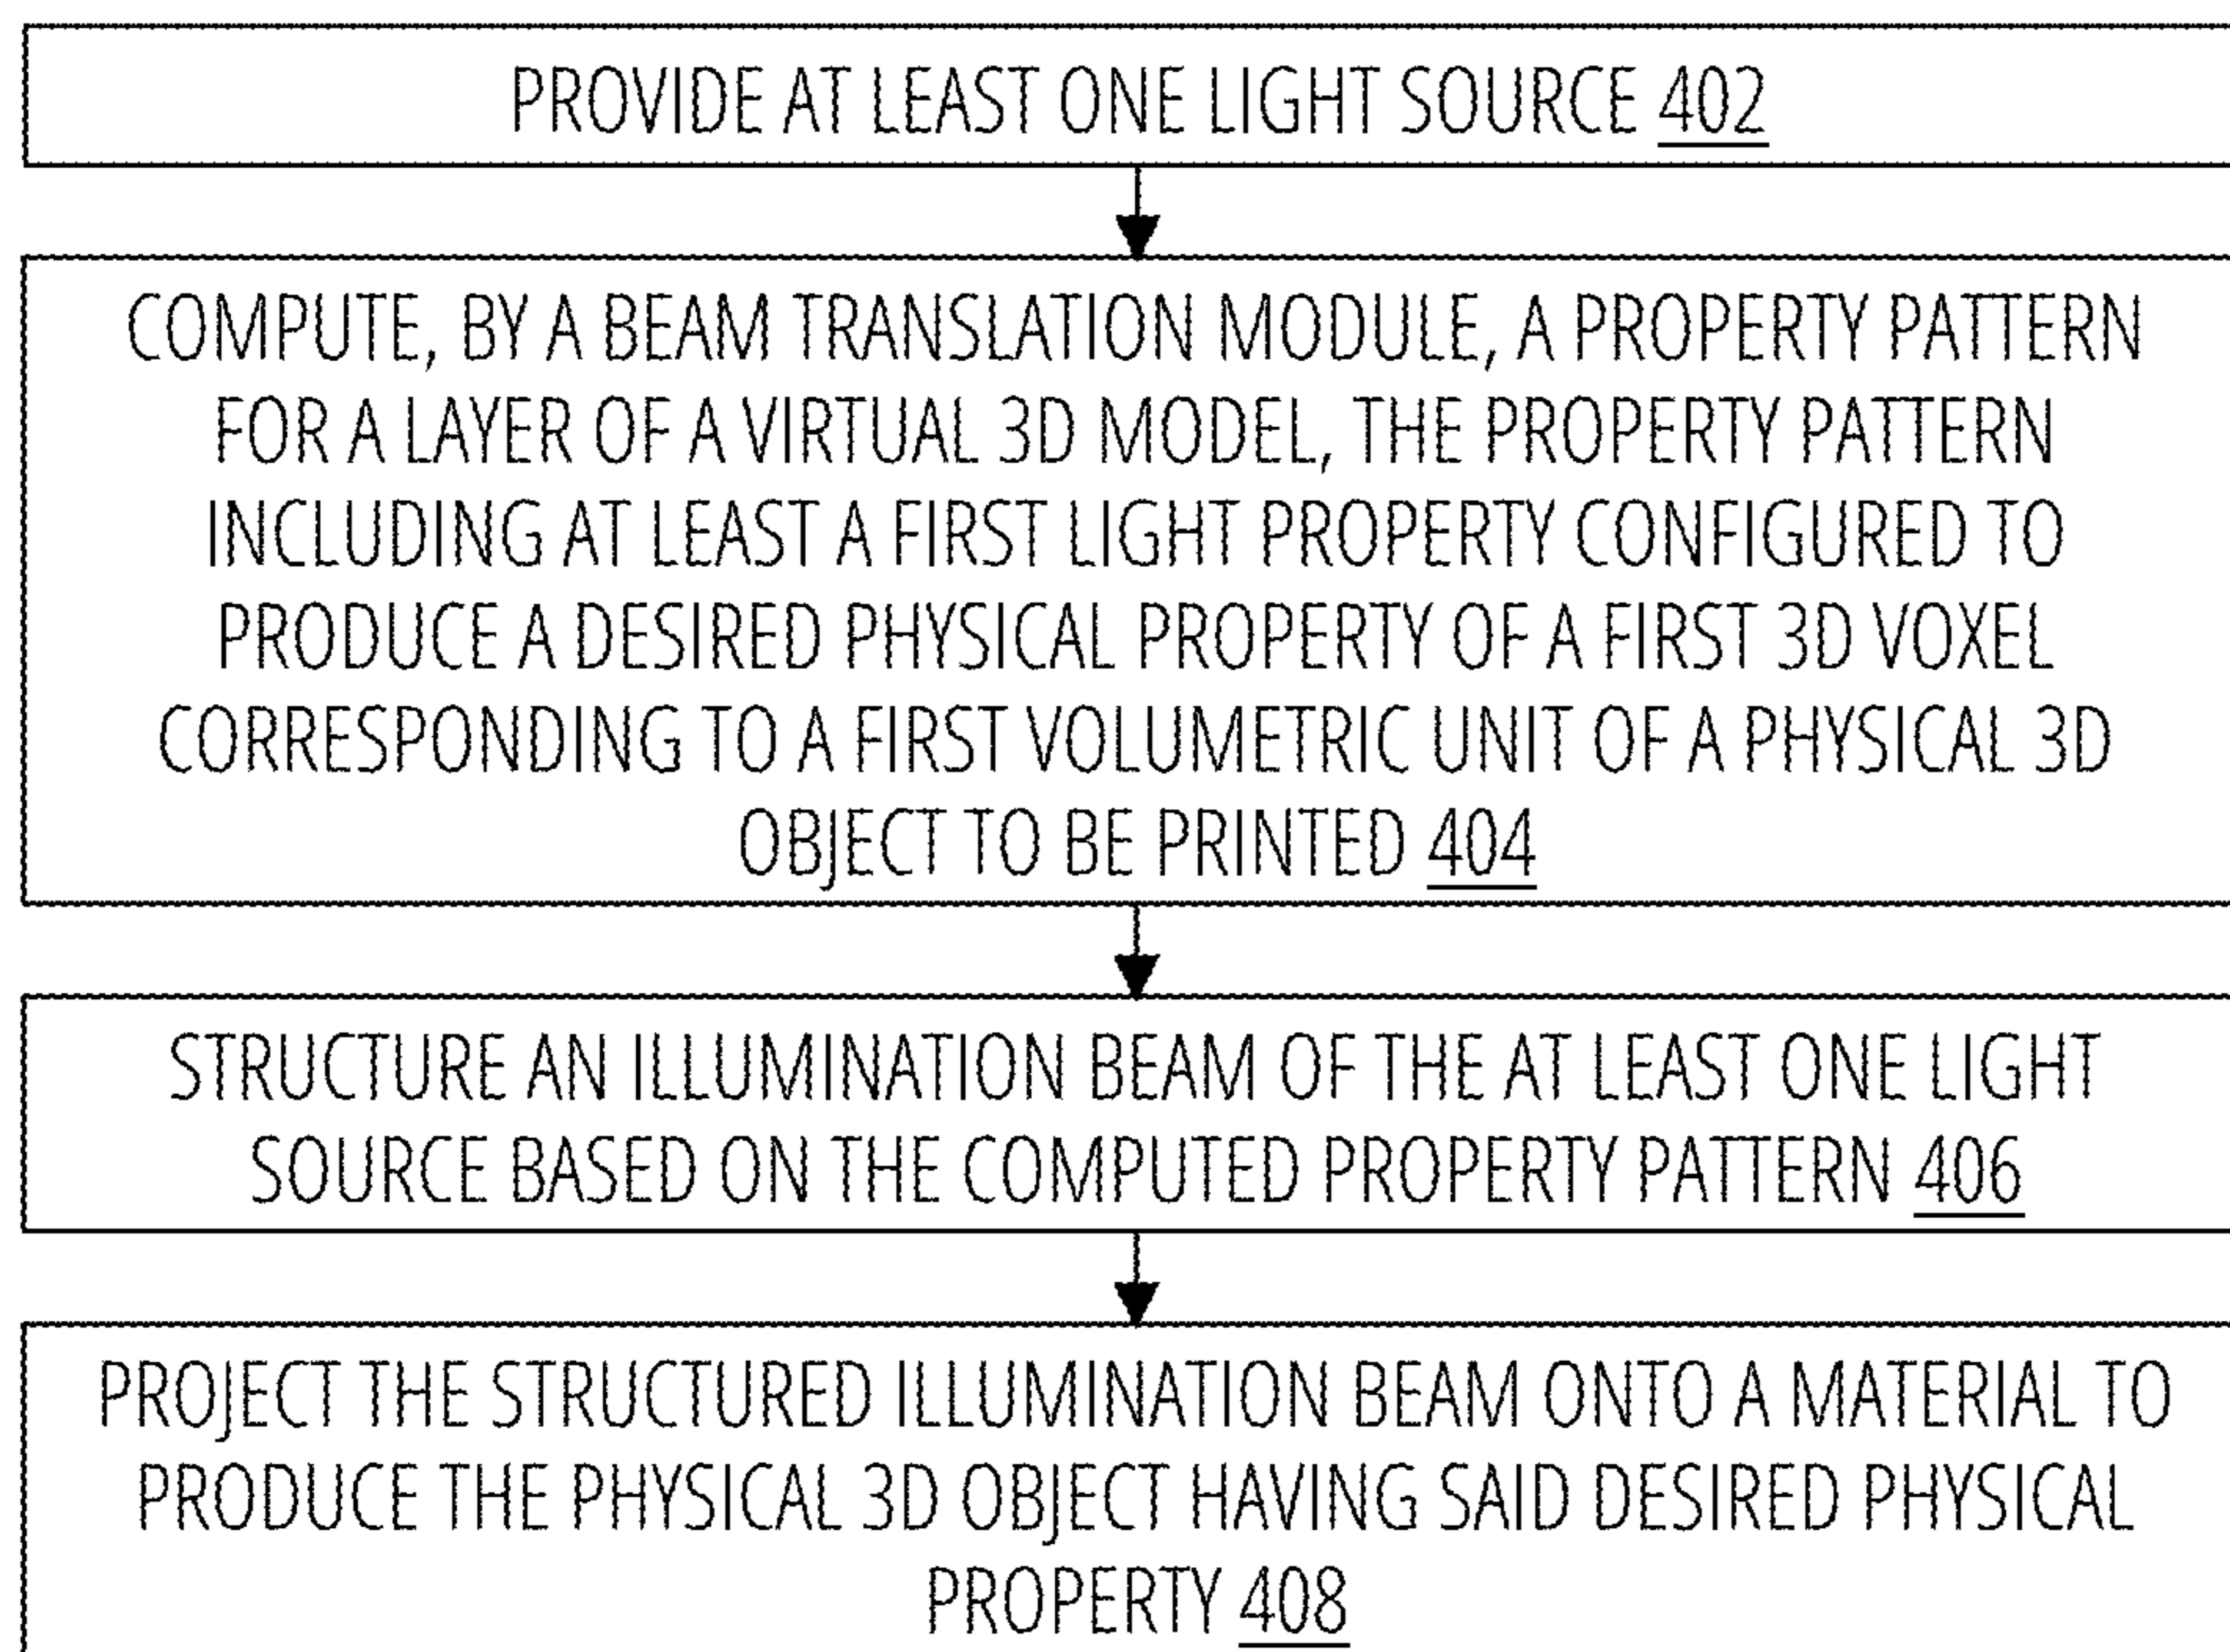 PROVIDE AT LEAST ONE LIGHT SOURCE 402
COMPUTE, BY A BEAM TRANSLATION MODULE, A PROPERTY PATTERN
FOR A LAYER OF A VIRTUAL 3D MODEL, THE PROPERTY PATTERN
INCLUDING AT LEAST A FIRST LIGHT PROPERTY CONFIGURED TO
PRODUCE A DESIRED PHYSICAL PROPERTY OF A FIRST 3D VOXEL
CORRESPONDING TO A FIRST VOLUMETRIC UNIT OF A PHYSICAL 3D
OBJECT TO BE PRINTED 404
STRUCTURE AN ILLUMINATION BEAM OF THE AT LEAST ONE LIGHT
SOURCE BASED ON THE COMPUTED PROPERTY PATTERN 406
PROJECT THE STRUCTURED ILLUMINATION BEAM ONTO A MATERIAL TO
PRODUCE THE PHYSICAL 3D OBJECT HAVING SAID DESIRED PHYSICAL
PROPERTY 408